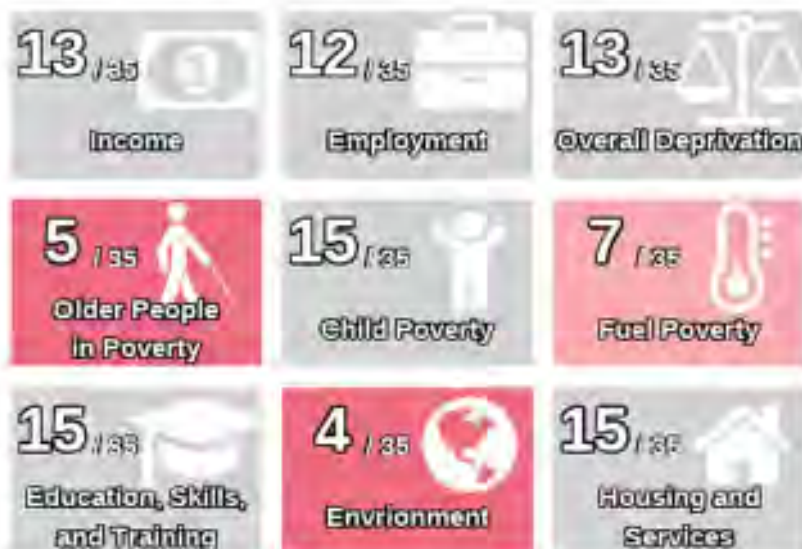 13 / 35
Income
12 / 35
Employment
13 / 35
Overall Deprivation
5 / 35
Older People
in Poverty
15 / 35
Child Poverty
7 / 35
Fuel Poverty
15 / 35
Education, Skills,
and Training
4 / 35
Envrionment
15 / 35
Housing and
Services